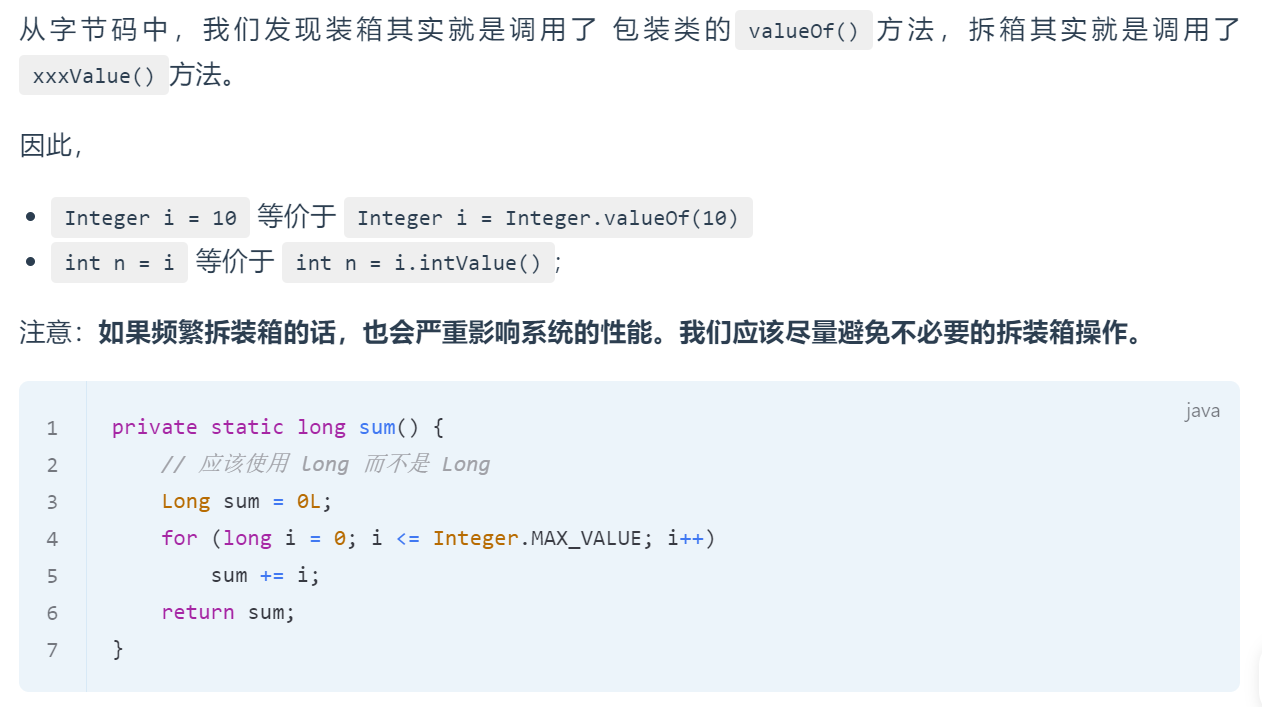 从字节码中，我们发现装箱其实就是调用了 包装类的 valueOf() 方法，拆箱其实就是调用了
xxxValue() 方法。
因此，
• Integer i = 10 等价于 Integer i = Integer.valueOf(10)
• int n = i 等价于 int n = i.intValue() ;
注意：如果频繁拆装箱的话，也会严重影响系统的性能。我们应该尽量避免不必要的拆装箱操作。
java
1 private static long sum() {
2     // 应该使用 long 而不是 Long
3     Long sum = 0L;
4     for (long i = 0; i <= Integer.MAX_VALUE; i++)
5         sum += i;
6     return sum;
7 }